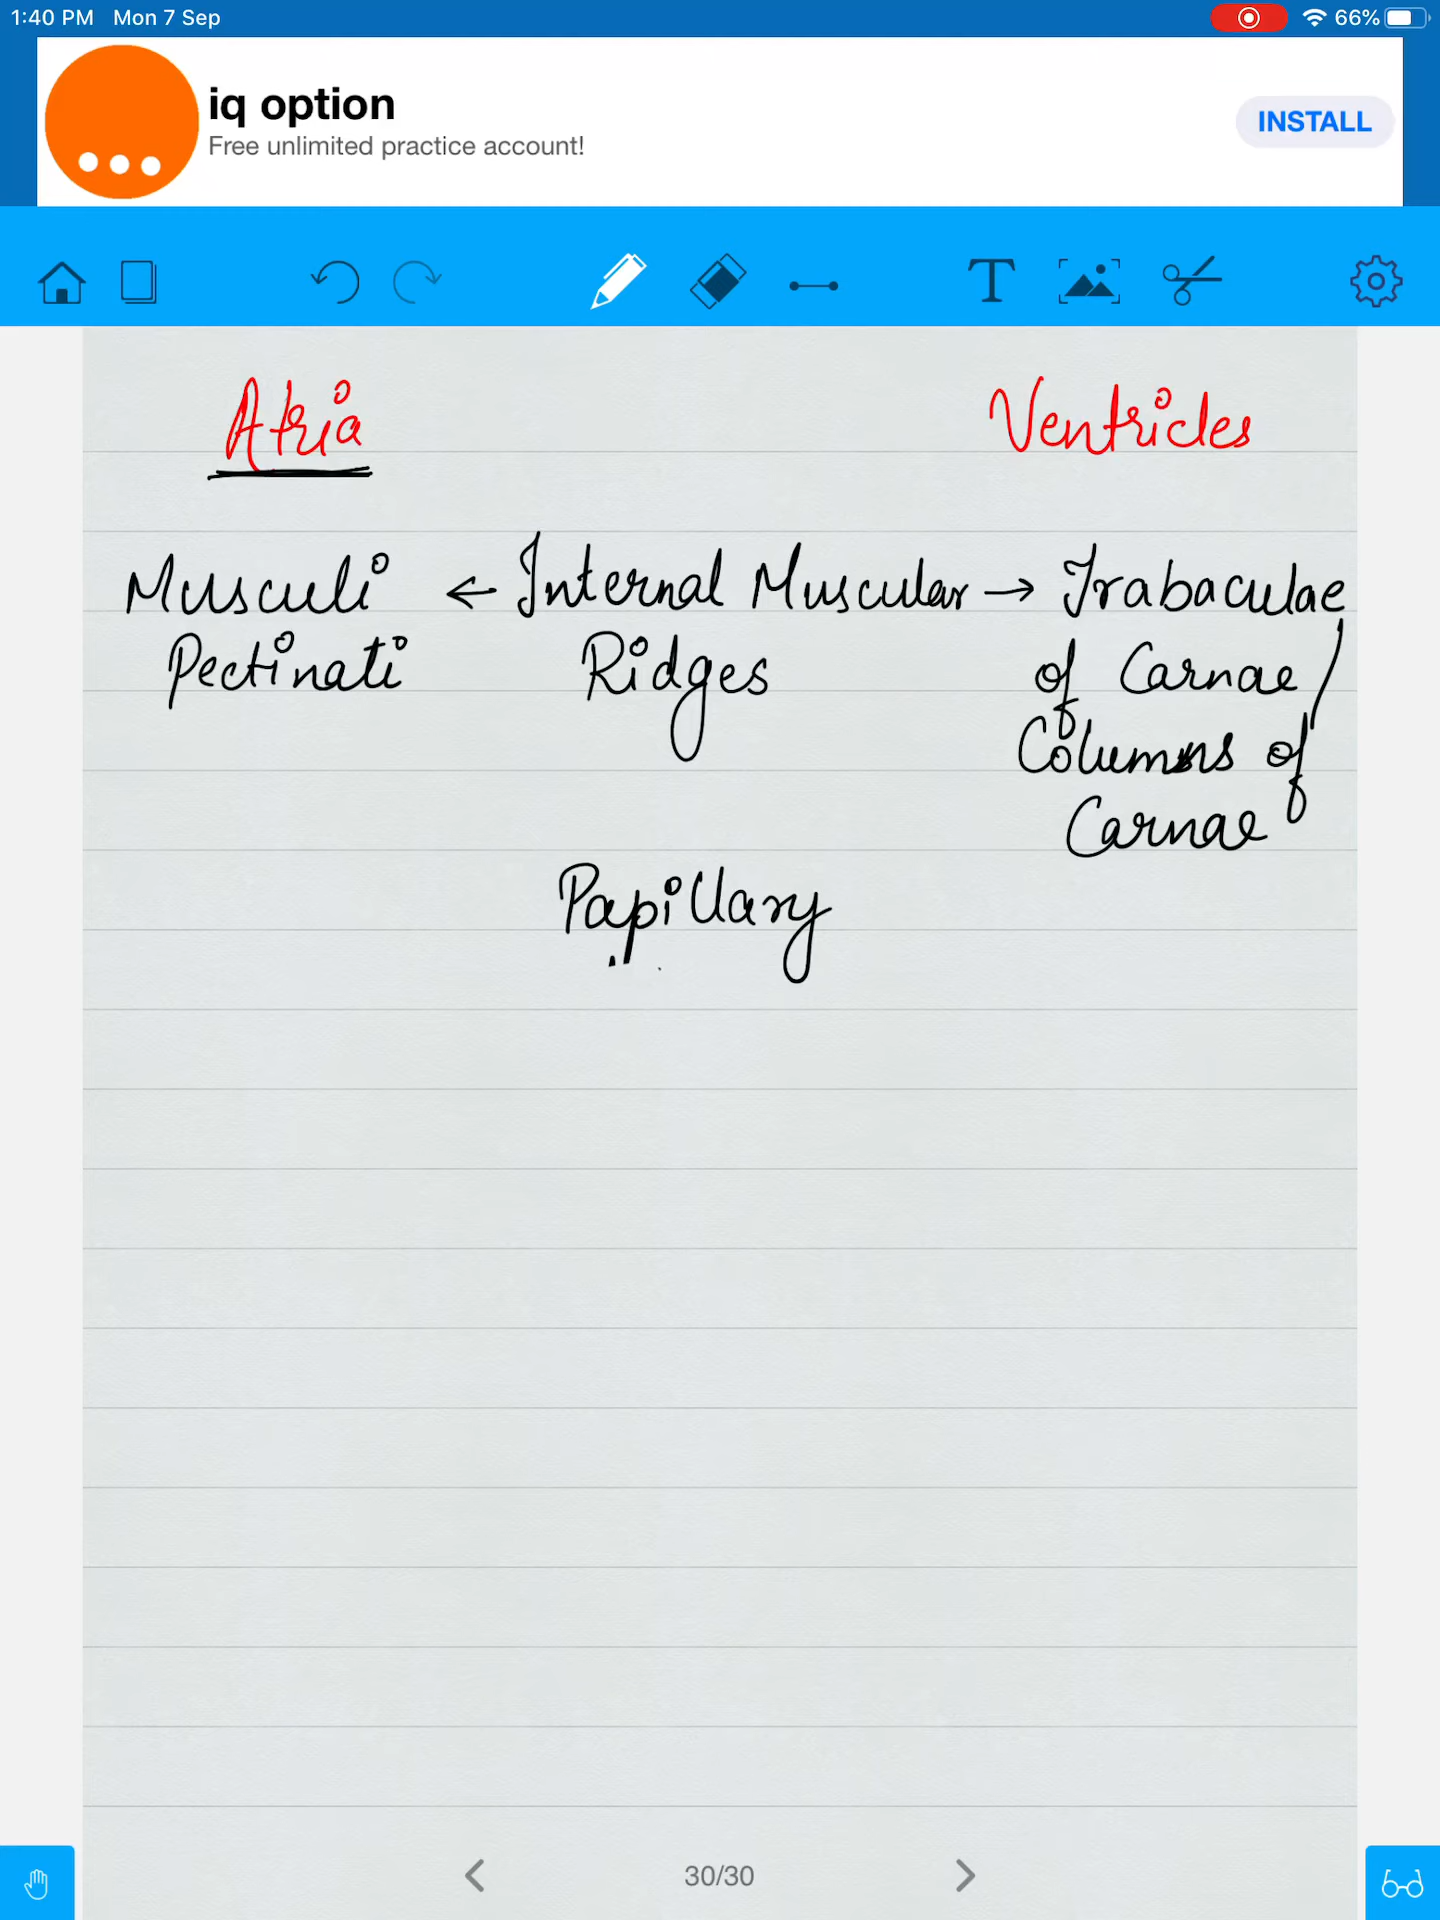 1:40 PM Mon 7 Sep 66%
iq option
Free unlimited practice account!
INSTALL
T
Atria Ventricles
Musculi ← Internal Muscular → Trabaculae
Pectinati Ridges of Carnae /
Columns of
Carnae
Papillary
30/30